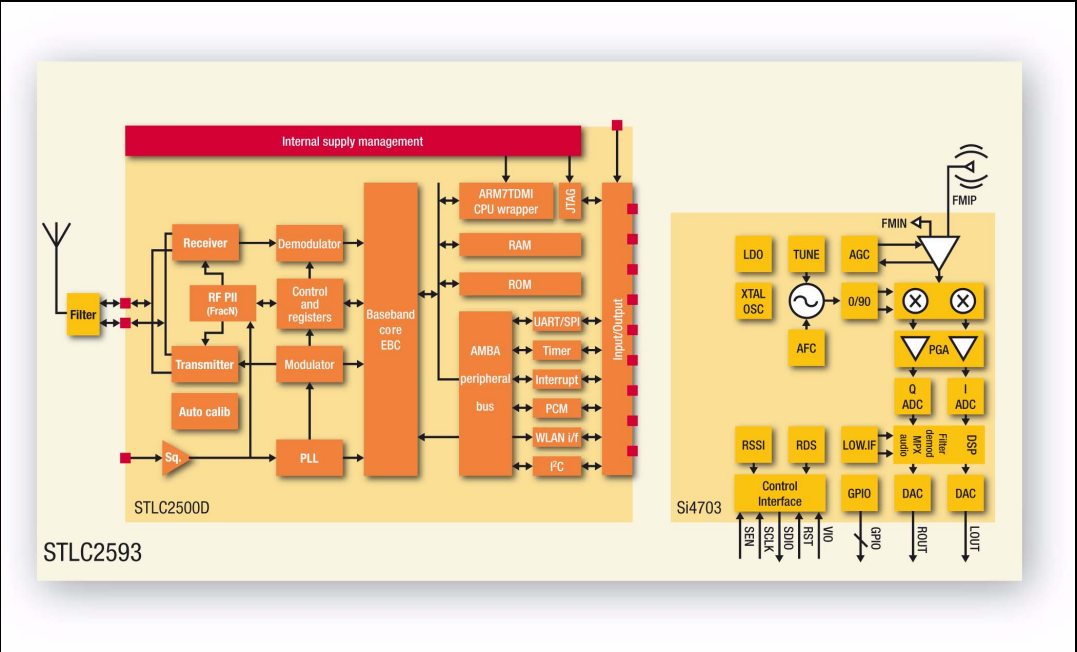 Internal supply management
ARM7TDMI
CPU wrapper
JTAG
RAM
ROM
Receiver
Demodulator
RF Pll
(FracN)
Control
and
registers
Baseband
core
EBC
Filter
Transmitter
Modulator
Auto calib
Sq.
PLL
AMBA
peripheral
bus
UART/SPI
Timer
Interrupt
PCM
WLAN i/f
I²C
Input/Output
STLC2500D
STLC2593
FMIP
FMIN
LDO
TUNE
AGC
XTAL
OSC
0/90
AFC
PGA
Q
ADC
I
ADC
RSSI
RDS
LOW.IF
Filter
demod
MPX
audio
DSP
Control
Interface
GPIO
DAC
DAC
Si4703
SEN
SCLK
SDIO
RST
VIO
GPIO
ROUT
LOUT